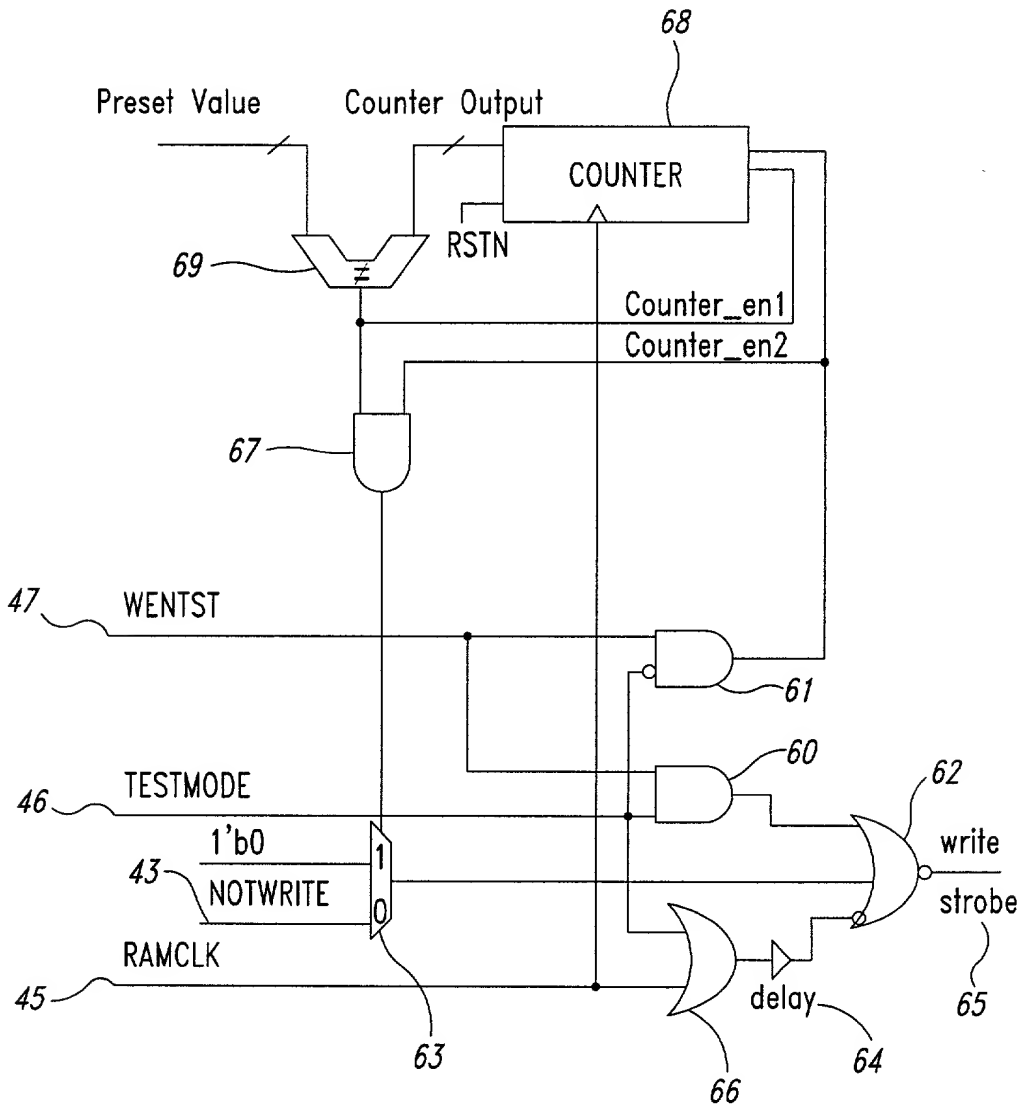 68
Preset Value
Counter Output
COUNTER
RSTN
69
≠
Counter_en1
Counter_en2
67
47
WENTST
61
60
62
TESTMODE
46
1'b0
1
write
43
NOTWRITE
0
strobe
RAMCLK
45
delay
65
63
64
66